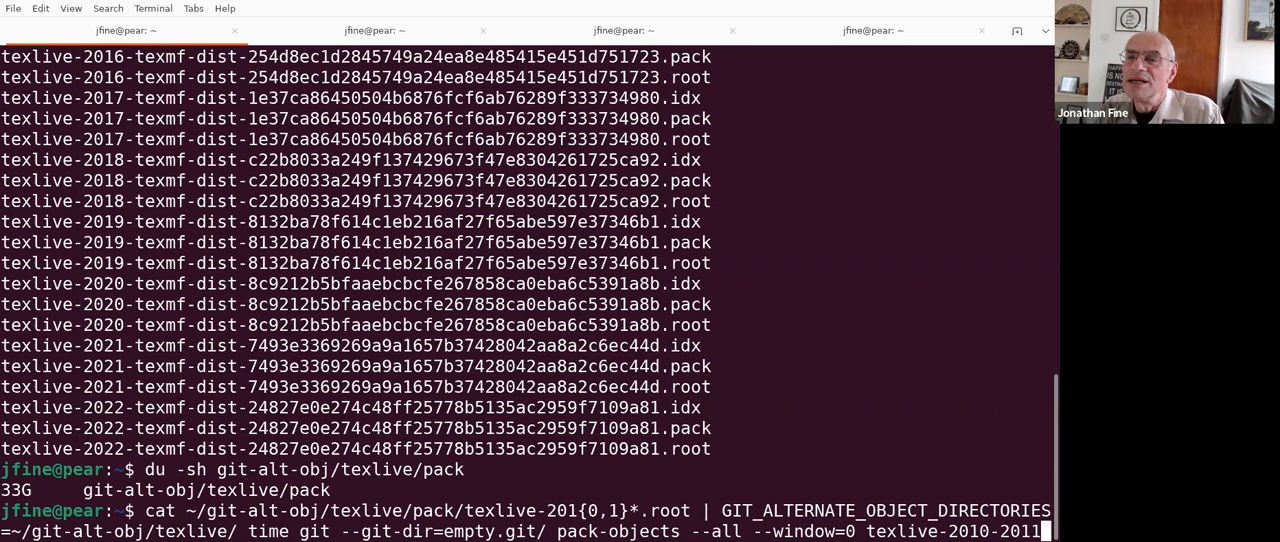 File Edit View Search Terminal Tabs Help
jfine@pear: ~ × jfine@pear: ~ × jfine@pear: ~ × jfine@pear: ~ ×
texlive-2016-texmf-dist-254d8ec1d2845749a24ea8e485415e451d751723.pack
texlive-2016-texmf-dist-254d8ec1d2845749a24ea8e485415e451d751723.root
texlive-2017-texmf-dist-1e37ca86450504b6876fcf6ab76289f333734980.idx
texlive-2017-texmf-dist-1e37ca86450504b6876fcf6ab76289f333734980.pack
texlive-2017-texmf-dist-1e37ca86450504b6876fcf6ab76289f333734980.root
texlive-2018-texmf-dist-c22b8033a249f137429673f47e8304261725ca92.idx
texlive-2018-texmf-dist-c22b8033a249f137429673f47e8304261725ca92.pack
texlive-2018-texmf-dist-c22b8033a249f137429673f47e8304261725ca92.root
texlive-2019-texmf-dist-8132ba78f614c1eb216af27f65abe597e37346b1.idx
texlive-2019-texmf-dist-8132ba78f614c1eb216af27f65abe597e37346b1.pack
texlive-2019-texmf-dist-8132ba78f614c1eb216af27f65abe597e37346b1.root
texlive-2020-texmf-dist-8c9212b5bfaaebcbcfe267858ca0eba6c5391a8b.idx
texlive-2020-texmf-dist-8c9212b5bfaaebcbcfe267858ca0eba6c5391a8b.pack
texlive-2020-texmf-dist-8c9212b5bfaaebcbcfe267858ca0eba6c5391a8b.root
texlive-2021-texmf-dist-7493e3369269a9a1657b37428042aa8a2c6ec44d.idx
texlive-2021-texmf-dist-7493e3369269a9a1657b37428042aa8a2c6ec44d.pack
texlive-2021-texmf-dist-7493e3369269a9a1657b37428042aa8a2c6ec44d.root
texlive-2022-texmf-dist-24827e0e274c48ff25778b5135ac2959f7109a81.idx
texlive-2022-texmf-dist-24827e0e274c48ff25778b5135ac2959f7109a81.pack
texlive-2022-texmf-dist-24827e0e274c48ff25778b5135ac2959f7109a81.root
jfine@pear:~$ du -sh git-alt-obj/texlive/pack
33G git-alt-obj/texlive/pack
jfine@pear:~$ cat ~/git-alt-obj/texlive/pack/texlive-201{0,1}*.root | GIT_ALTERNATE_OBJECT_DIRECTORIES
=~/git-alt-obj/texlive/ time git --git-dir=empty.git/ pack-objects --all --window=0 texlive-2010-2011
Jonathan Fine